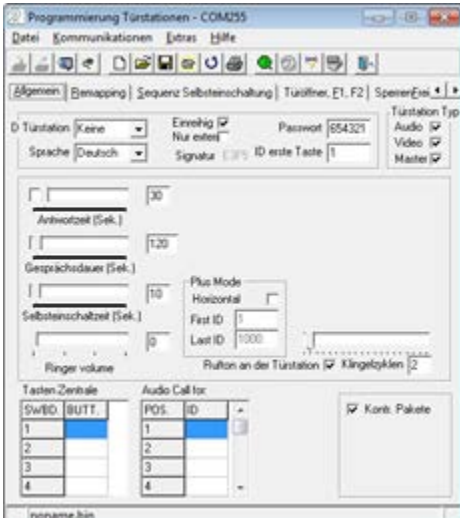 Programmierung Türstationen - COM255
Datei Kommunikationen Extras Hilfe
Allgemein Remapping Sequenz Selbsteinschaltung Türöffner, F1, F2 Sperren
Türstation Typ
D Türstation Keine Einreihig Passwort 654321 Audio
Nur extern Video
Sprache Deutsch Signatur ID erste Taste 1 Master
30
Antwortzeit (Sek.)
120
Gesprächsdauer (Sek.)
10
Selbsteinschaltzeit (Sek.)
Plus Mode
Horizontal
First ID 1
Last ID 1000
0
Ringer volume
Rufton an der Türstation Klingelzyklen 2
Tasten Zentrale Audio Call for:
SWBD. BUTT. POS. ID Kontr. Pakete
1 1
2 2
3 3
4 4
noname.bin